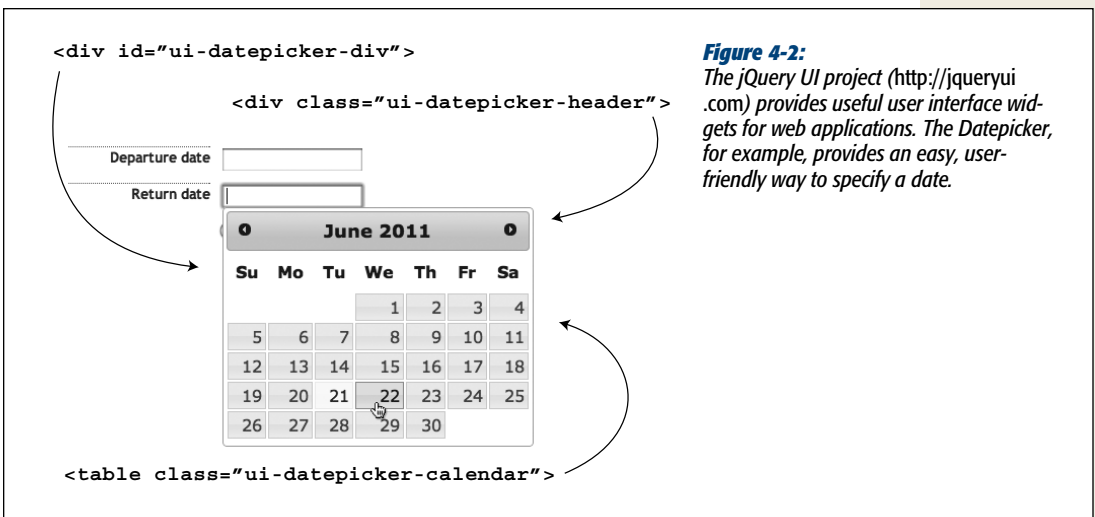 <div id="ui-datepicker-div">
<div class="ui-datepicker-header">
Departure date
Return date
June 2011
Su Mo Tu We Th Fr Sa
1 2 3 4
5 6 7 8 9 10 11
12 13 14 15 16 17 18
19 20 21 22 23 24 25
26 27 28 29 30
<table class="ui-datepicker-calendar">
Figure 4-2:
The jQuery UI project (http://jqueryui
.com) provides useful user interface wid-
gets for web applications. The Datepicker,
for example, provides an easy, user-
friendly way to specify a date.